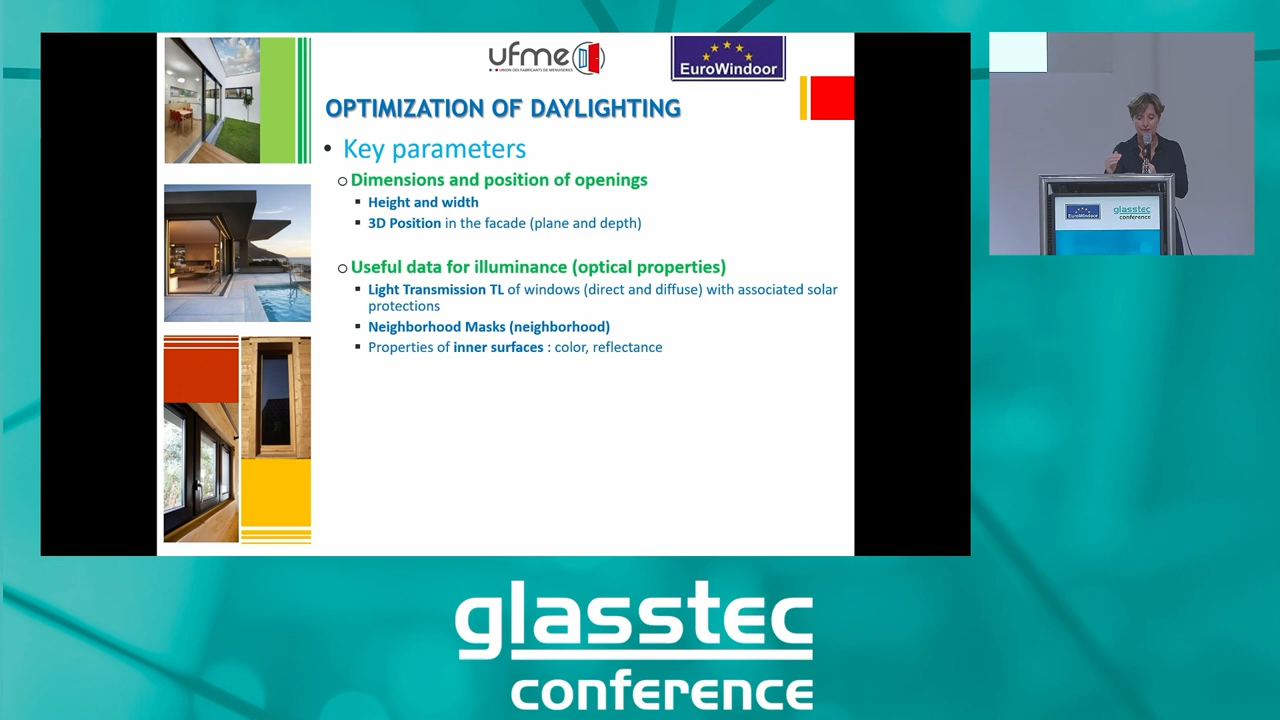 ufme
UNION DES FABRICANTS DE MENUISERIES
EuroWindoor
OPTIMIZATION OF DAYLIGHTING
• Key parameters
o Dimensions and position of openings
▪ Height and width
▪ 3D Position in the facade (plane and depth)
o Useful data for illuminance (optical properties)
▪ Light Transmission TL of windows (direct and diffuse) with associated solar
protections
▪ Neighborhood Masks (neighborhood)
▪ Properties of inner surfaces : color, reflectance
EuroWindoor
glasstec
conference
glasstec
conference